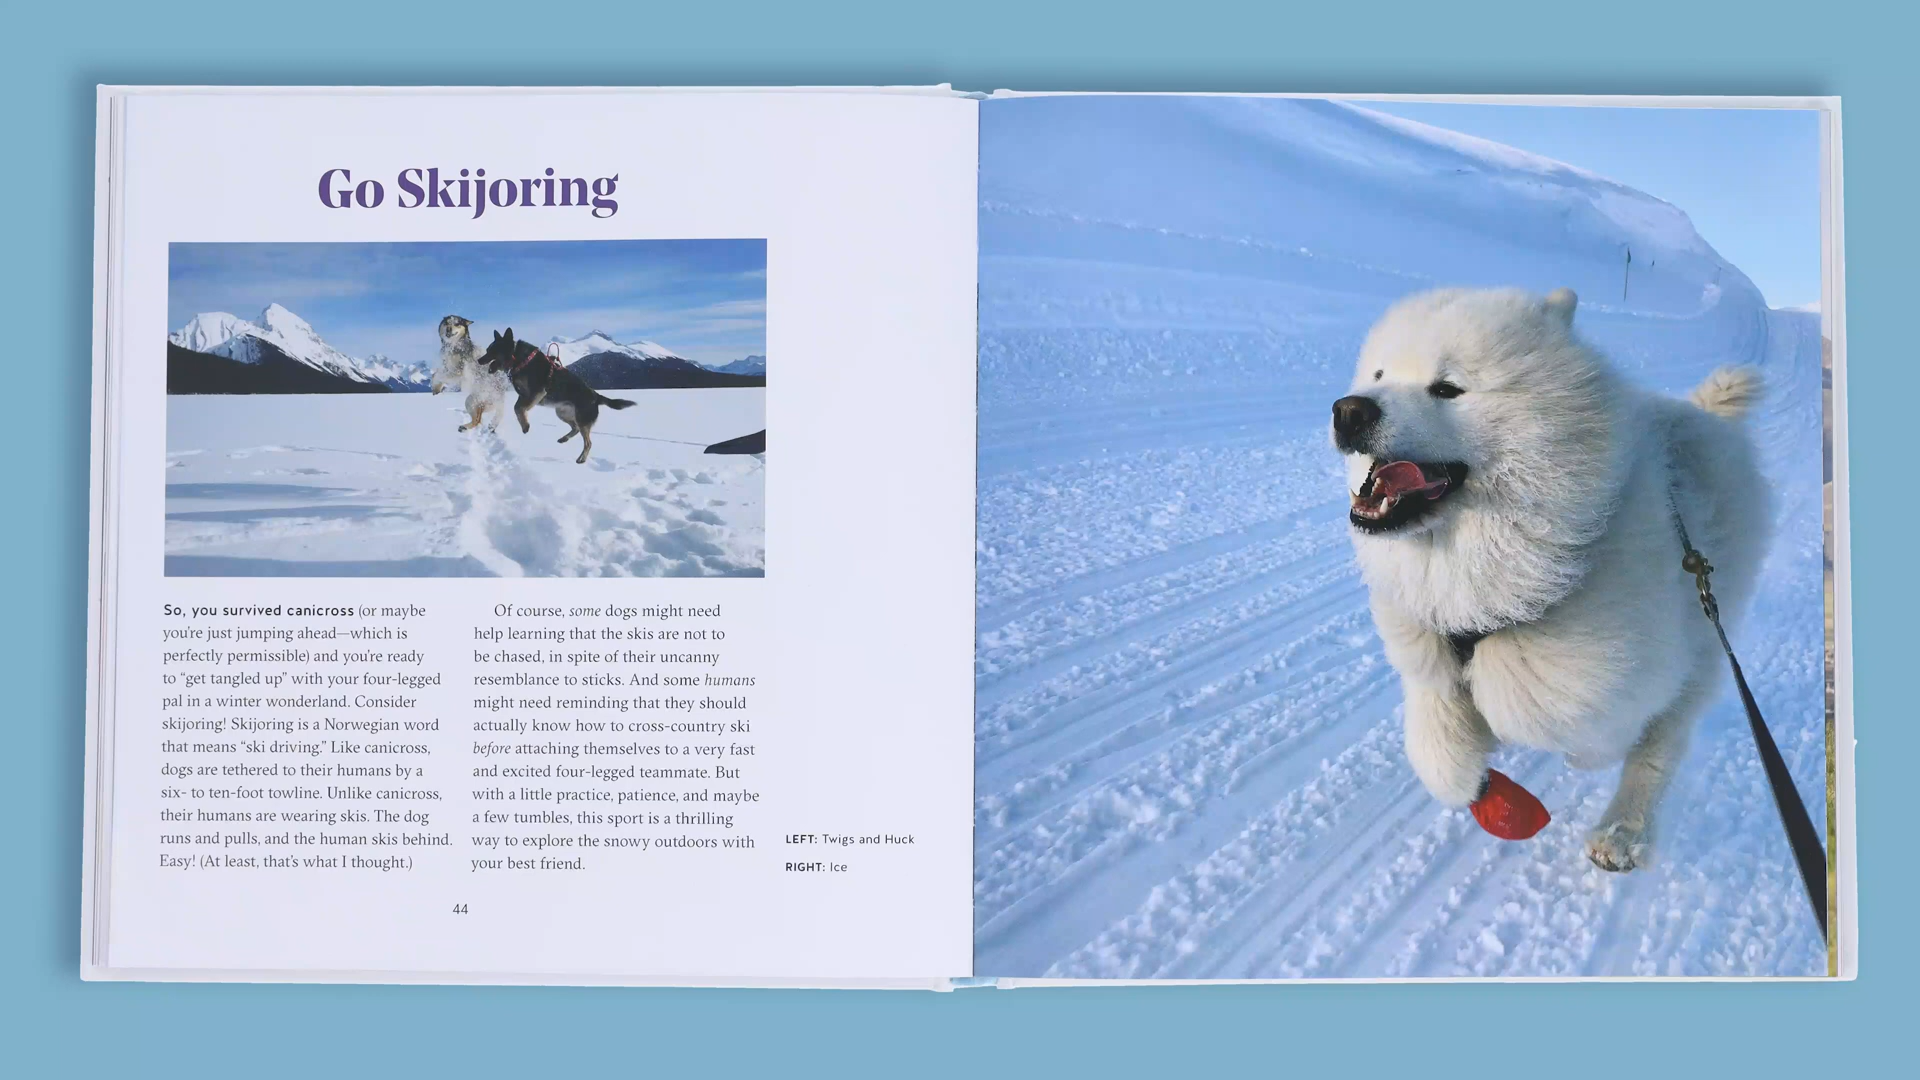 Go Skijoring
So, you survived canicross (or maybe
you're just jumping ahead—which is
perfectly permissible) and you're ready
to “get tangled up” with your four-legged
pal in a winter wonderland. Consider
skijoring! Skijoring is a Norwegian word
that means “ski driving.” Like canicross,
dogs are tethered to their humans by a
six- to ten-foot towline. Unlike canicross,
their humans are wearing skis. The dog
runs and pulls, and the human skis behind.
Easy! (At least, that's what I thought.)
Of course, some dogs might need
help learning that the skis are not to
be chased, in spite of their uncanny
resemblance to sticks. And some humans
might need reminding that they should
actually know how to cross-country ski
before attaching themselves to a very fast
and excited four-legged teammate. But
with a little practice, patience, and maybe
a few tumbles, this sport is a thrilling
way to explore the snowy outdoors with
your best friend.
LEFT: Twigs and Huck
RIGHT: Ice
44